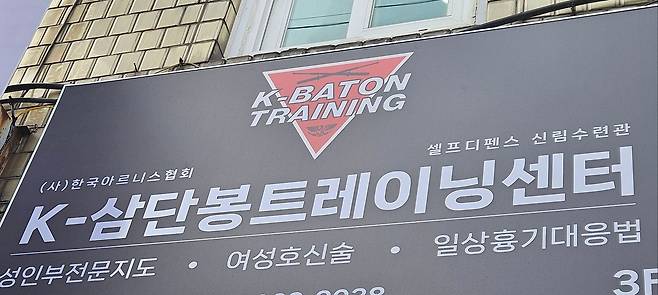 K-BATON
TRAINING
(사)한국아르니스협회
셀프디펜스 신림수련관
K-삼단봉트레이닝센터
성인부전문지도 • 여성호신술 • 일상흉기대응법